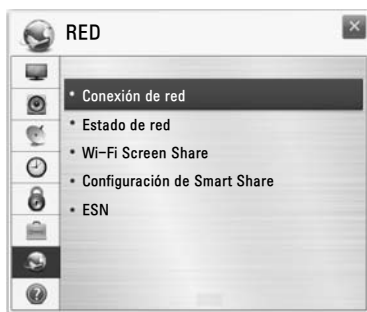 RED
• Conexión de red
• Estado de red
• Wi-Fi Screen Share
• Configuración de Smart Share
• ESN